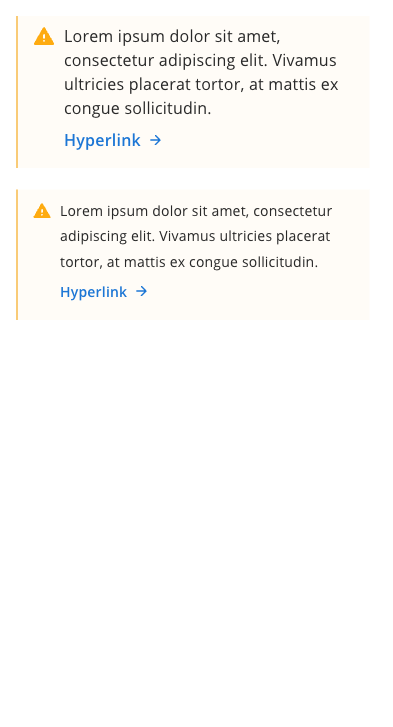 Lorem ipsum dolor sit amet,
consectetur adipiscing elit. Vivamus
ultricies placerat tortor, at mattis ex
congue sollicitudin.
Hyperlink →
Lorem ipsum dolor sit amet, consectetur
adipiscing elit. Vivamus ultricies placerat
tortor, at mattis ex congue sollicitudin.
Hyperlink →